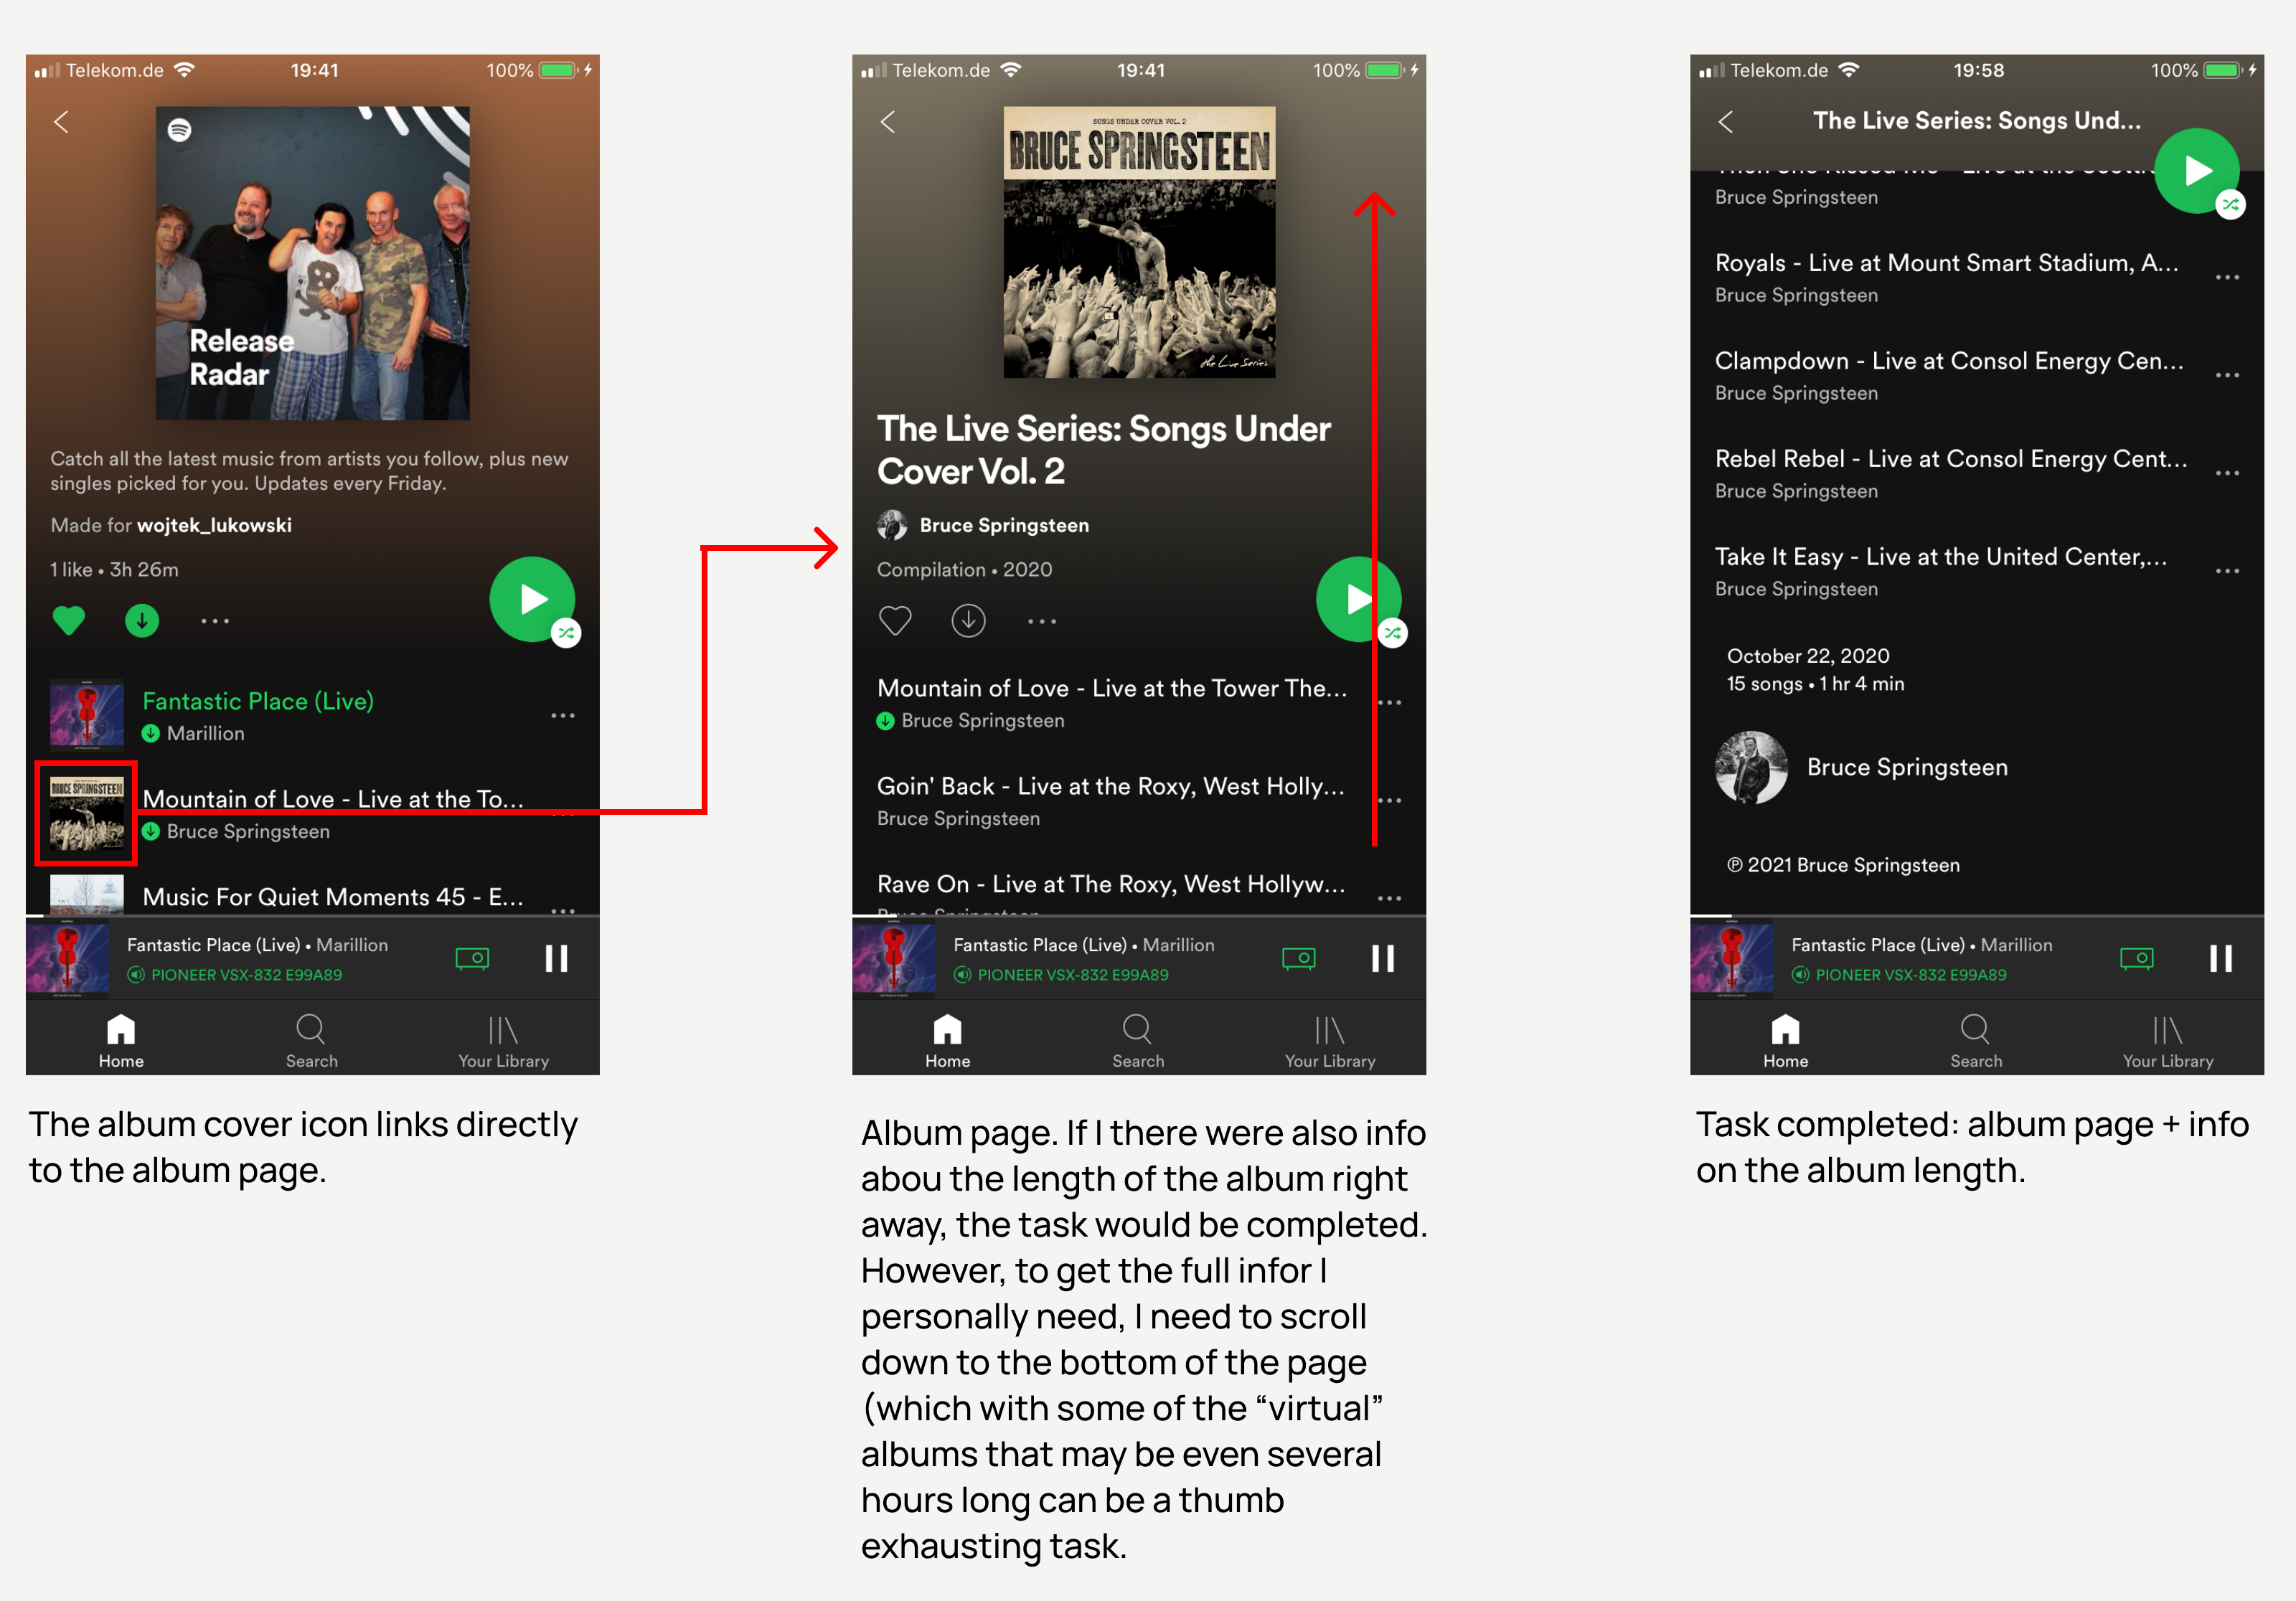 Telekom.de 19:41 100%
Release
Radar
Catch all the latest music from artists you follow, plus new
singles picked for you. Updates every Friday.
Made for wojtek_lukowski
1 like • 3h 26m
Fantastic Place (Live)
Marillion
BRUCE SPRINGSTEEN
Mountain of Love - Live at the To...
Bruce Springsteen
Music For Quiet Moments 45 - E...
Fantastic Place (Live) • Marillion
PIONEER VSX-832 E99A89
Home Search Your Library
The album cover icon links directly
to the album page.
Telekom.de 19:41 100%
SONGS UNDER COVER VOL. 2
BRUCE SPRINGSTEEN
the Live Series
The Live Series: Songs Under
Cover Vol. 2
Bruce Springsteen
Compilation • 2020
Mountain of Love - Live at the Tower The...
Bruce Springsteen
Goin' Back - Live at the Roxy, West Holly...
Bruce Springsteen
Rave On - Live at The Roxy, West Hollyw...
Bruce Springsteen
Fantastic Place (Live) • Marillion
PIONEER VSX-832 E99A89
Home Search Your Library
Album page. If I there were also info
abou the length of the album right
away, the task would be completed.
However, to get the full infor I
personally need, I need to scroll
down to the bottom of the page
(which with some of the “virtual”
albums that may be even several
hours long can be a thumb
exhausting task.
Telekom.de 19:58 100%
The Live Series: Songs Und...
Then She Kissed Me - Live at the Scotti...
Bruce Springsteen
Royals - Live at Mount Smart Stadium, A...
Bruce Springsteen
Clampdown - Live at Consol Energy Cen...
Bruce Springsteen
Rebel Rebel - Live at Consol Energy Cent...
Bruce Springsteen
Take It Easy - Live at the United Center,...
Bruce Springsteen
October 22, 2020
15 songs • 1 hr 4 min
Bruce Springsteen
℗ 2021 Bruce Springsteen
Fantastic Place (Live) • Marillion
PIONEER VSX-832 E99A89
Home Search Your Library
Task completed: album page + info
on the album length.